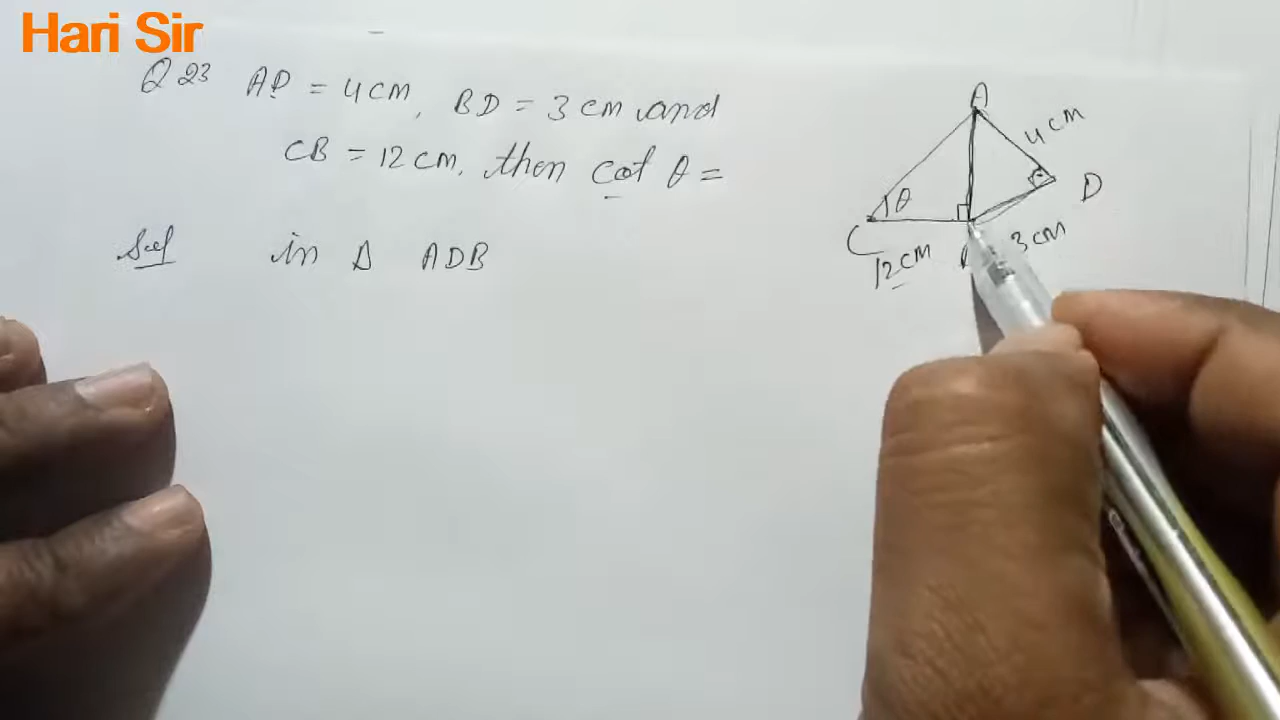 Hari Sir
Q 23 AD = 4 cm, BD = 3 cm and
CB = 12 cm, then cot θ =
Sol in Δ ADB
A
4 cm
θ
D
C
3 cm
12 cm